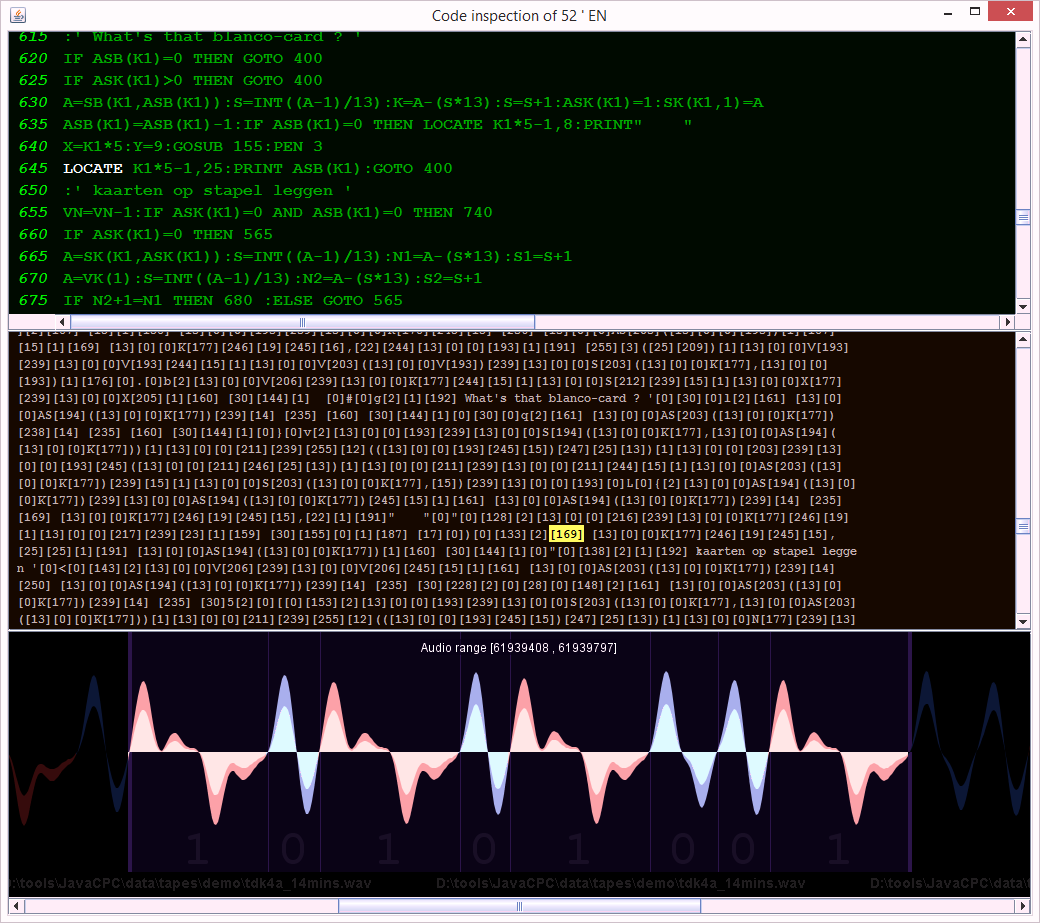 Code inspection of 52 ' EN
615 :' What's that blanco-card ? '
620 IF ASB(K1)=0 THEN GOTO 400
625 IF ASK(K1)>0 THEN GOTO 400
630 A=SB(K1,ASB(K1)):S=INT((A-1)/13):K=A-(S*13):S=S+1:ASK(K1)=1:SK(K1,1)=A
635 ASB(K1)=ASB(K1)-1:IF ASB(K1)=0 THEN LOCATE K1*5-1,8:PRINT"    "
640 X=K1*5:Y=9:GOSUB 155:PEN 3
645 LOCATE K1*5-1,25:PRINT ASB(K1):GOTO 400
650 :' kaarten op stapel leggen '
655 VN=VN-1:IF ASK(K1)=0 AND ASB(K1)=0 THEN 740
660 IF ASK(K1)=0 THEN 565
665 A=SK(K1,ASK(K1)):S=INT((A-1)/13):N1=A-(S*13):S1=S+1
670 A=VK(1):S=INT((A-1)/13):N2=A-(S*13):S2=S+1
675 IF N2+1=N1 THEN 680 :ELSE GOTO 565
[15][1][169] [13][0][0]K[177][246][19][245][16],[22][244][13][0][0][193][1][191] [255][3]([25][209])[1][13][0][0]V[193]
[239][13][0][0]V[193][244][15][1][13][0][0]V[203]([13][0][0]V[193])[239][13][0][0]S[203]([13][0][0]K[177],[13][0][0]
[193])[1][176][0].[0]b[2][13][0][0]V[206][239][13][0][0]K[177][244][15][1][13][0][0]S[212][239][15][1][13][0][0]X[177]
[239][13][0][0]X[205][1][160] [30][144][1]  [0]#[0]g[2][1][192] What's that blanco-card ? '[0][30][0]l[2][161] [13][0]
[0]AS[194]([13][0][0]K[177])[239][14] [235] [160] [30][144][1][0][30][0]q[2][161] [13][0][0]AS[203]([13][0][0]K[177])
[238][14] [235] [160] [30][144][1][0]}[0]v[2][13][0][0][193][239][13][0][0]S[194]([13][0][0]K[177],[13][0][0]AS[194](
[13][0][0]K[177]))[1][13][0][0][211][239][255][12](([13][0][0][193][245][15])[247][25][13])[1][13][0][0][203][239][13]
[0][0][193][245]([13][0][0][211][246][25][13])[1][13][0][0][211][239][13][0][0][211][244][15][1][13][0][0]AS[203]([13]
[0][0]K[177])[239][15][1][13][0][0]S[203]([13][0][0]K[177],[15])[239][13][0][0][193][0]L[0]([2][13][0][0]AS[194]([13][0]
[0]K[177])[239][13][0][0]AS[194]([13][0][0]K[177])[245][15][1][161] [13][0][0]AS[194]([13][0][0]K[177])[239][14] [235]
[169] [13][0][0]K[177][246][19][245][15],[22][1][191]"    "[0]"[0][128][2][13][0][0][216][239][13][0][0]K[177][246][19]
[1][13][0][0][217][239][23][1][159] [30][155][0][1][187] [17][0])[0][133][2][169] [13][0][0]K[177][246][19][245][15],
[25][25][1][191] [13][0][0]AS[194]([13][0][0]K[177])[1][160] [30][144][1][0]"[0][138][2][1][192] kaarten op stapel legge
n '[0]<[0][143][2][13][0][0]V[206][239][13][0][0]V[206][245][15][1][161] [13][0][0]AS[203]([13][0][0]K[177])[239][14]
[250] [13][0][0]AS[194]([13][0][0]K[177])[239][14] [235] [30][228][2][0][28][0][148][2][161] [13][0][0]AS[203]([13][0]
[0]K[177])[239][14] [235] [30]5[2][0][[0][153][2][13][0][0][193][239][13][0][0]S[203]([13][0][0]K[177],[13][0][0]AS[203]
([13][0][0]K[177]))[1][13][0][0][211][239][255][12](([13][0][0][193][245][15])[247][25][13])[1][13][0][0]N[177][239][13]
Audio range [61939408 , 61939797]
1 0 1 0 1 0 0 1
:\tools\JavaCPC\data\tapes\demo\tdk4a_14mins.wav D:\tools\JavaCPC\data\tapes\demo\tdk4a_14mins.wav D:\tools\JavaCPC\data\t